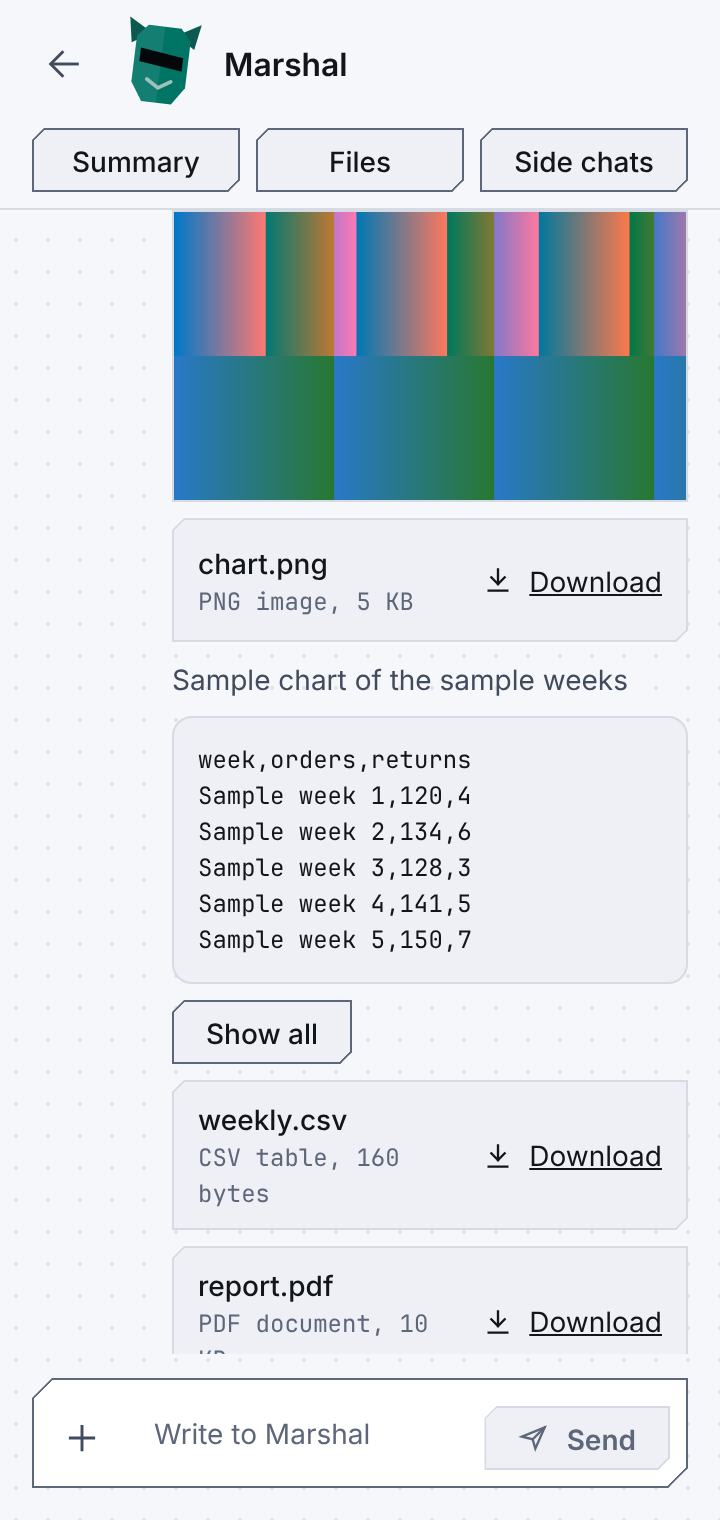 Marshal
Summary
Files
Side chats
chart.png
PNG image, 5 KB
Download
Sample chart of the sample weeks
week,orders,returns
Sample week 1,120,4
Sample week 2,134,6
Sample week 3,128,3
Sample week 4,141,5
Sample week 5,150,7
Show all
weekly.csv
CSV table, 160
bytes
Download
report.pdf
PDF document, 10
Download
Write to Marshal
Send